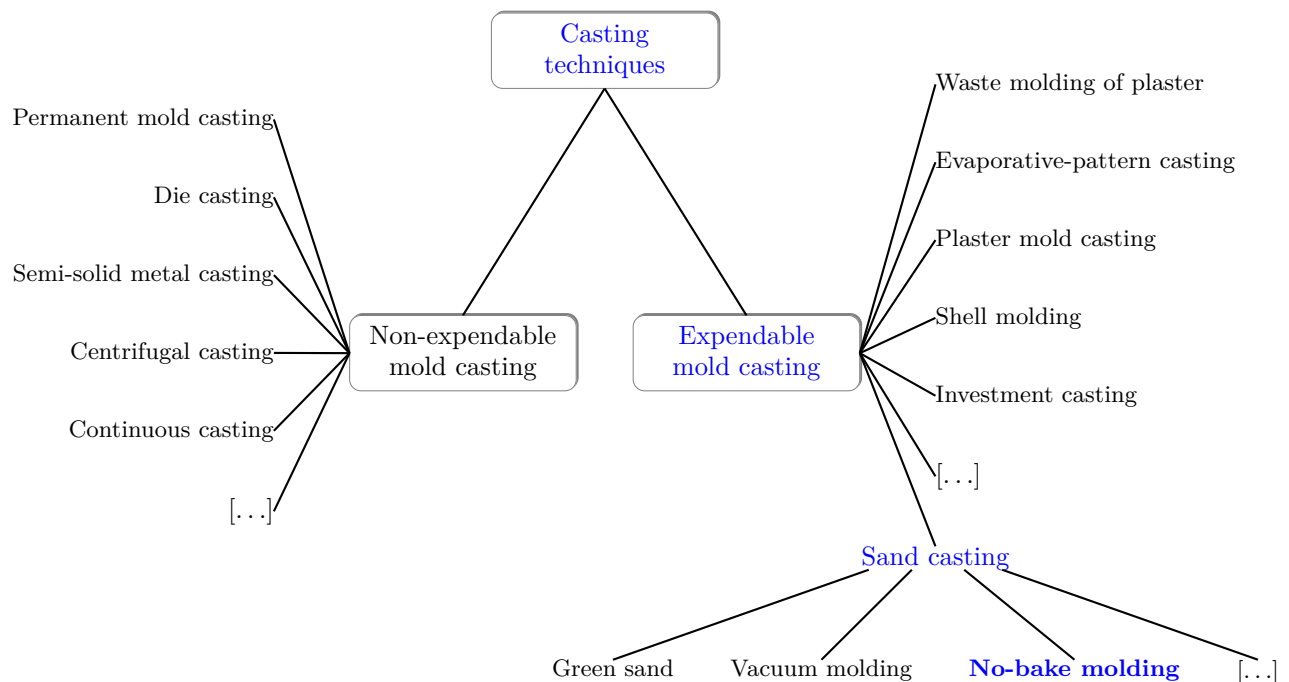 Casting
techniques
Permanent mold casting
Die casting
Semi-solid metal casting
Centrifugal casting
Continuous casting
[...]
Non-expendable
mold casting
Expendable
mold casting
Waste molding of plaster
Evaporative-pattern casting
Plaster mold casting
Shell molding
Investment casting
[...]
Sand casting
Green sand
Vacuum molding
No-bake molding
[...]